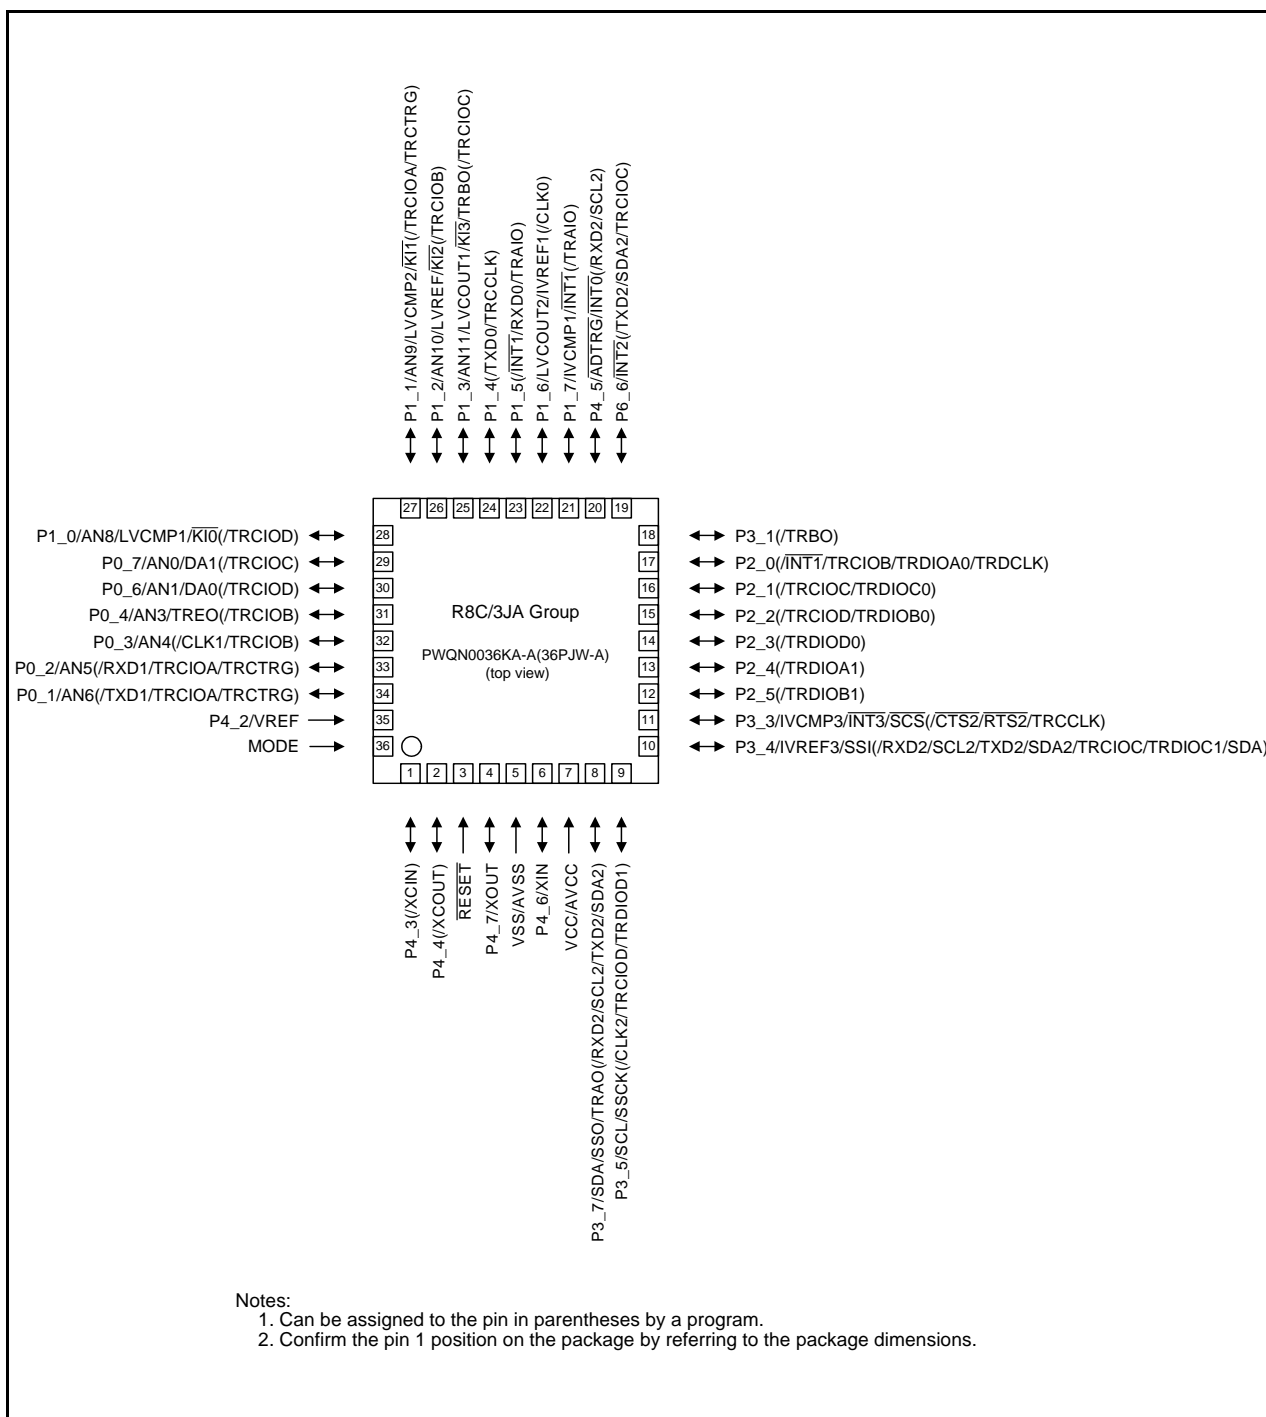 P1_1/AN9/LVCMP2/KI1(/TRCIOA/TRCTRG)
P1_2/AN10/LVREF/KI2(/TRCIOB)
P1_3/AN11/LVCOUT1/KI3/TRBO(/TRCIOC)
P1_4(/TXD0/TRCCLK)
P1_5(/INT1/RXD0/TRAIO)
P1_6/LVCOUT2/IVREF1(/CLK0)
P1_7/IVCMP1/INT1(/TRAIO)
P4_5/ADTRG/INT0(/RXD2/SCL2)
P6_6/INT2(/TXD2/SDA2/TRCIOC)
27 26 25 24 23 22 21 20 19
P1_0/AN8/LVCMP1/KI0(/TRCIOD) 28
P0_7/AN0/DA1(/TRCIOC) 29
P0_6/AN1/DA0(/TRCIOD) 30
P0_4/AN3/TREO(/TRCIOB) 31
P0_3/AN4(/CLK1/TRCIOB) 32
P0_2/AN5(/RXD1/TRCIOA/TRCTRG) 33
P0_1/AN6(/TXD1/TRCIOA/TRCTRG) 34
P4_2/VREF 35
MODE 36
R8C/3JA Group
PWQN0036KA-A(36PJW-A)
(top view)
18 P3_1(/TRBO)
17 P2_0(/INT1/TRCIOB/TRDIOA0/TRDCLK)
16 P2_1(/TRCIOC/TRDIOC0)
15 P2_2(/TRCIOD/TRDIOB0)
14 P2_3(/TRDIOD0)
13 P2_4(/TRDIOA1)
12 P2_5(/TRDIOB1)
11 P3_3/IVCMP3/INT3/SCS(/CTS2/RTS2/TRCCLK)
10 P3_4/IVREF3/SSI(/RXD2/SCL2/TXD2/SDA2/TRCIOC/TRDIOC1/SDA)
1 2 3 4 5 6 7 8 9
P4_3(/XCIN)
P4_4(/XCOUT)
RESET
P4_7/XOUT
VSS/AVSS
P4_6/XIN
VCC/AVCC
P3_7/SDA/SSO/TRAO(/RXD2/SCL2/TXD2/SDA2)
P3_5/SCL/SSCK(/CLK2/TRCIOD/TRDIOD1)
Notes:
1. Can be assigned to the pin in parentheses by a program.
2. Confirm the pin 1 position on the package by referring to the package dimensions.